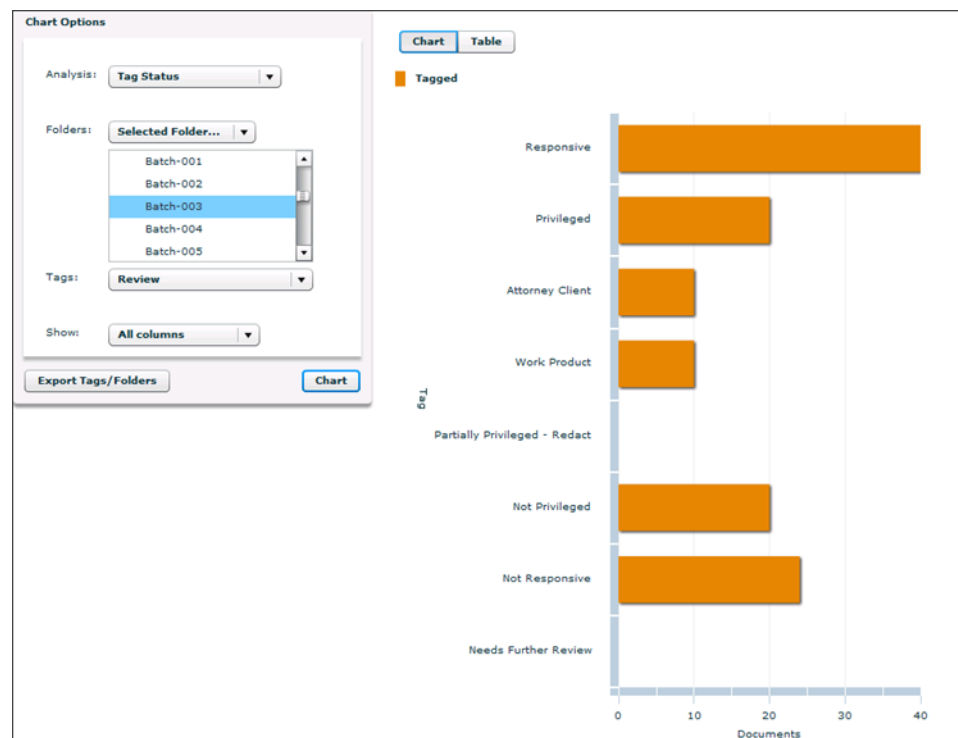 Chart Options
Analysis: Tag Status
Folders: Selected Folder...
Batch-001
Batch-002
Batch-003
Batch-004
Batch-005
Tags: Review
Show: All columns
Export Tags/Folders Chart
Chart Table
Tagged
Responsive
Privileged
Attorney Client
Work Product
Tag
Partially Privileged - Redact
Not Privileged
Not Responsive
Needs Further Review
0 10 20 30 40
Documents